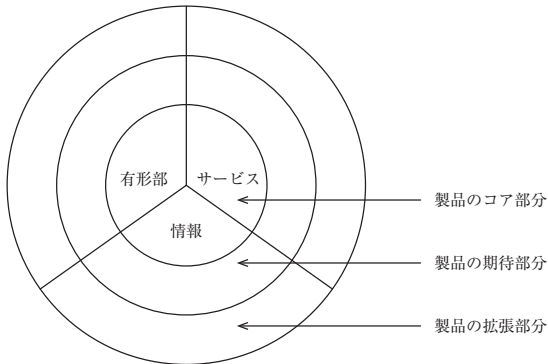 有形部
サービス
情報
製品のコア部分
製品の期待部分
製品の拡張部分